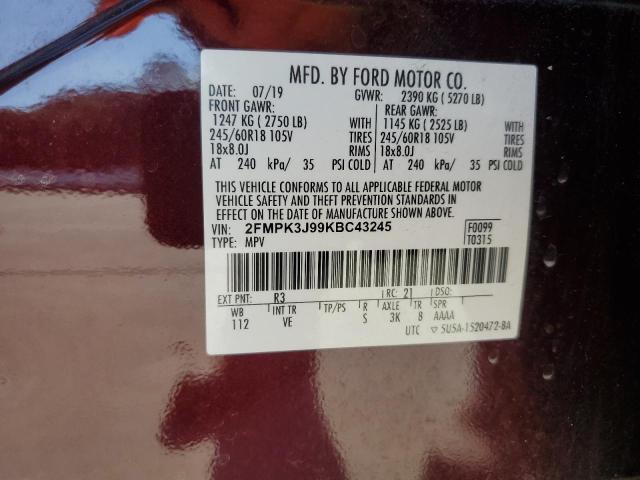 MFD. BY FORD MOTOR CO.
DATE: 07/19 GVWR: 2390 KG ( 5270 LB)
FRONT GAWR: REAR GAWR:
1247 KG ( 2750 LB) WITH 1145 KG ( 2525 LB) WITH
245/60R18 105V TIRES 245/60R18 105V TIRES
18x8.0J RIMS 18x8.0J RIMS
AT 240 kPa/ 35 PSI COLD AT 240 kPa/ 35 PSI COLD
THIS VEHICLE CONFORMS TO ALL APPLICABLE FEDERAL MOTOR
VEHICLE SAFETY AND THEFT PREVENTION STANDARDS IN
EFFECT ON THE DATE OF MANUFACTURE SHOWN ABOVE.
VIN: 2FMPK3J99KBC43245 F0099
TYPE: MPV T0315
EXT PNT: R3 RC: 21 DSO:
WB INT TR TP/PS R AXLE TR SPR
112 VE S 3K 8 AAAA
UTC ▽ 5U5A-1520472-BA